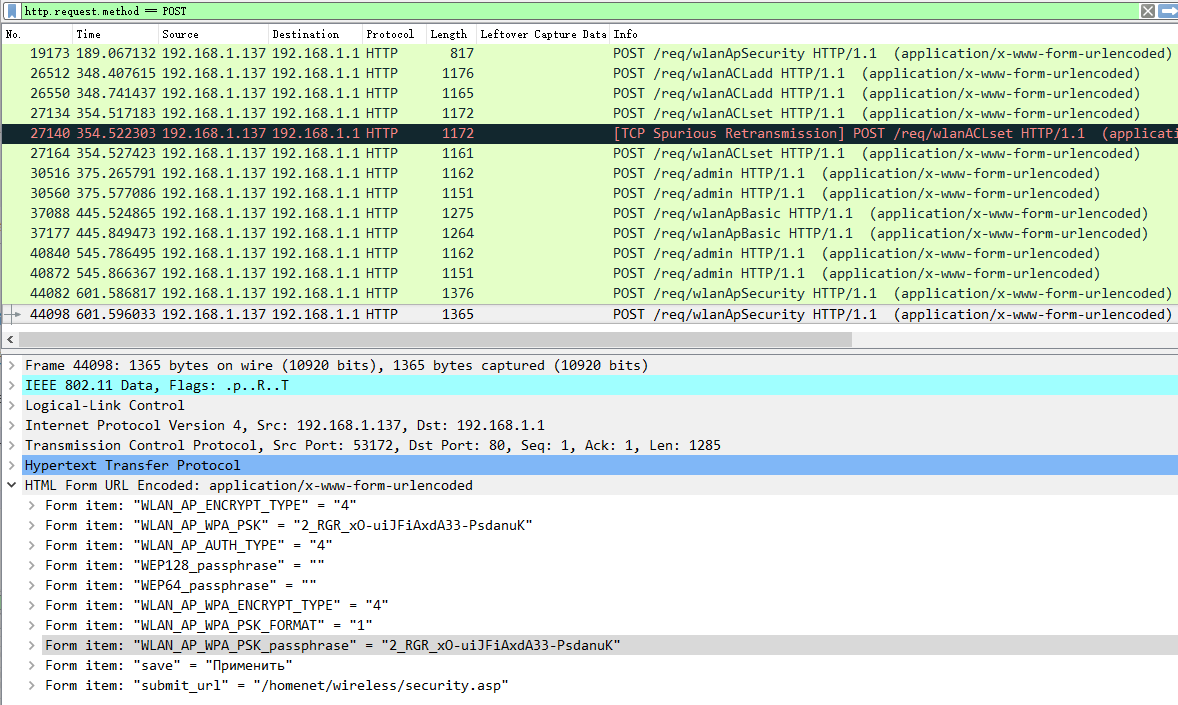 http.request.method == POST
No. Time Source Destination Protocol Length Leftover Capture Data Info
19173 189.067132 192.168.1.137 192.168.1.1 HTTP 817 POST /req/wlanApSecurity HTTP/1.1 (application/x-www-form-urlencoded)
26512 348.407615 192.168.1.137 192.168.1.1 HTTP 1176 POST /req/wlanACLadd HTTP/1.1 (application/x-www-form-urlencoded)
26550 348.741437 192.168.1.137 192.168.1.1 HTTP 1165 POST /req/wlanACLadd HTTP/1.1 (application/x-www-form-urlencoded)
27134 354.517183 192.168.1.137 192.168.1.1 HTTP 1172 POST /req/wlanACLset HTTP/1.1 (application/x-www-form-urlencoded)
27140 354.522303 192.168.1.137 192.168.1.1 HTTP 1172 [TCP Spurious Retransmission] POST /req/wlanACLset HTTP/1.1 (applicati
27164 354.527423 192.168.1.137 192.168.1.1 HTTP 1161 POST /req/wlanACLset HTTP/1.1 (application/x-www-form-urlencoded)
30516 375.265791 192.168.1.137 192.168.1.1 HTTP 1162 POST /req/admin HTTP/1.1 (application/x-www-form-urlencoded)
30560 375.577086 192.168.1.137 192.168.1.1 HTTP 1151 POST /req/admin HTTP/1.1 (application/x-www-form-urlencoded)
37088 445.524865 192.168.1.137 192.168.1.1 HTTP 1275 POST /req/wlanApBasic HTTP/1.1 (application/x-www-form-urlencoded)
37177 445.849473 192.168.1.137 192.168.1.1 HTTP 1264 POST /req/wlanApBasic HTTP/1.1 (application/x-www-form-urlencoded)
40840 545.786495 192.168.1.137 192.168.1.1 HTTP 1162 POST /req/admin HTTP/1.1 (application/x-www-form-urlencoded)
40872 545.866367 192.168.1.137 192.168.1.1 HTTP 1151 POST /req/admin HTTP/1.1 (application/x-www-form-urlencoded)
44082 601.586817 192.168.1.137 192.168.1.1 HTTP 1376 POST /req/wlanApSecurity HTTP/1.1 (application/x-www-form-urlencoded)
44098 601.596033 192.168.1.137 192.168.1.1 HTTP 1365 POST /req/wlanApSecurity HTTP/1.1 (application/x-www-form-urlencoded)
Frame 44098: 1365 bytes on wire (10920 bits), 1365 bytes captured (10920 bits)
IEEE 802.11 Data, Flags: .p..R..T
Logical-Link Control
Internet Protocol Version 4, Src: 192.168.1.137, Dst: 192.168.1.1
Transmission Control Protocol, Src Port: 53172, Dst Port: 80, Seq: 1, Ack: 1, Len: 1285
Hypertext Transfer Protocol
HTML Form URL Encoded: application/x-www-form-urlencoded
Form item: "WLAN_AP_ENCRYPT_TYPE" = "4"
Form item: "WLAN_AP_WPA_PSK" = "2_RGR_xO-uiJFiAxdA33-PsdanuK"
Form item: "WLAN_AP_AUTH_TYPE" = "4"
Form item: "WEP128_passphrase" = ""
Form item: "WEP64_passphrase" = ""
Form item: "WLAN_AP_WPA_ENCRYPT_TYPE" = "4"
Form item: "WLAN_AP_WPA_PSK_FORMAT" = "1"
Form item: "WLAN_AP_WPA_PSK_passphrase" = "2_RGR_xO-uiJFiAxdA33-PsdanuK"
Form item: "save" = "Применить"
Form item: "submit_url" = "/homenet/wireless/security.asp"